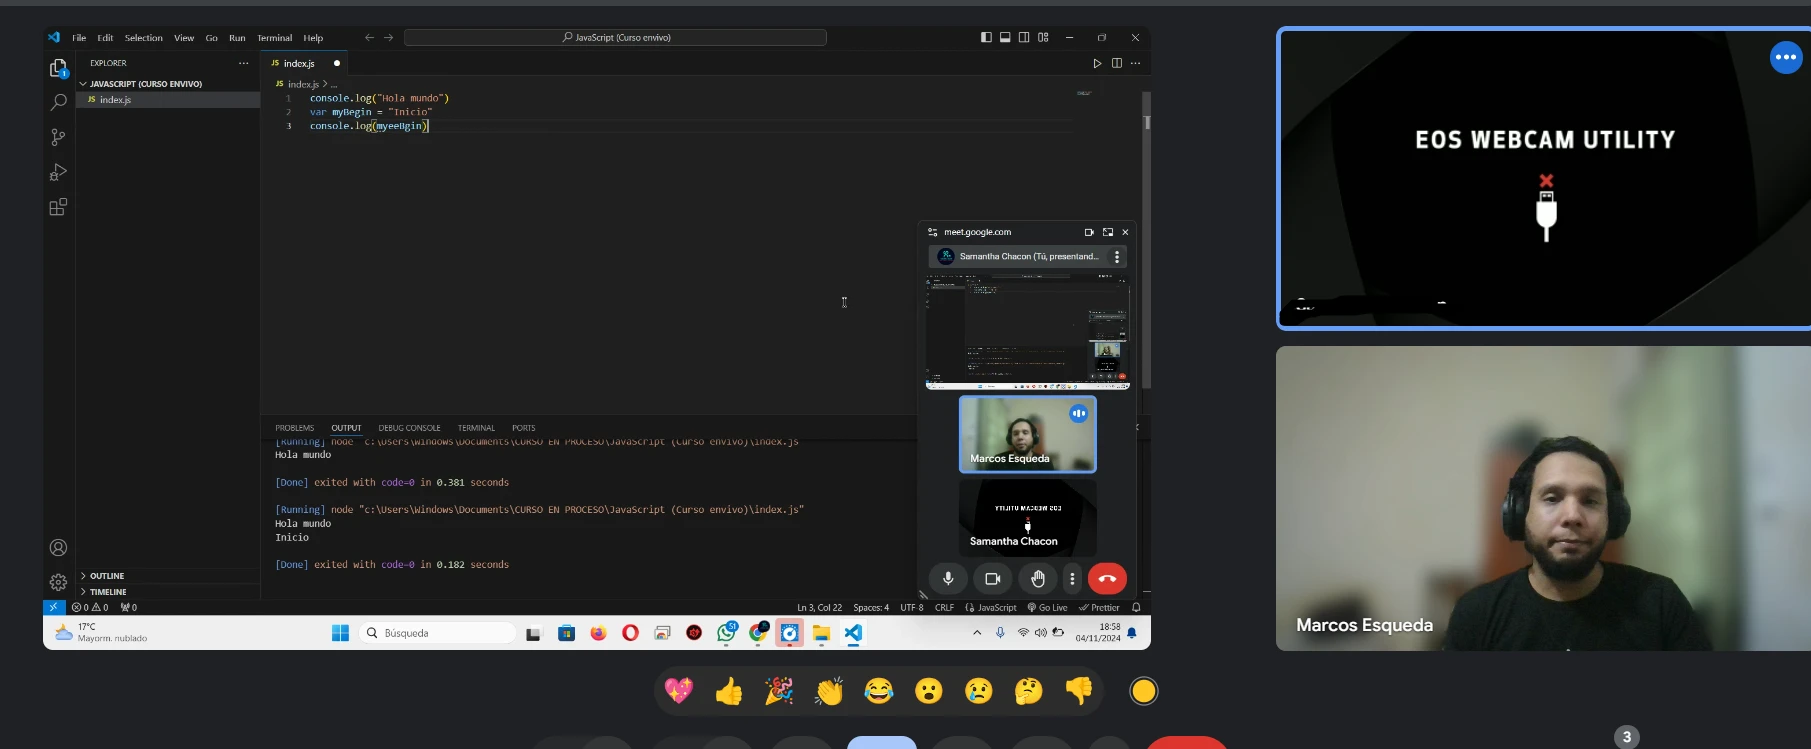 File Edit Selection View Go Run Terminal Help
JavaScript (Curso envivo)
EXPLORER
JAVASCRIPT (CURSO ENVIVO)
JS index.js
JS index.js
JS index.js > ...
1 console.log("Hola mundo")
2 var myBegin = "Inicio"
3 console.log(myeeBgin)
PROBLEMS OUTPUT DEBUG CONSOLE TERMINAL PORTS
[Running] node "c:\Users\Windows\Documents\CURSO EN PROCESO\JavaScript (Curso envivo)\index.js"
Hola mundo
[Done] exited with code=0 in 0.381 seconds
[Running] node "c:\Users\Windows\Documents\CURSO EN PROCESO\JavaScript (Curso envivo)\index.js"
Hola mundo
Inicio
[Done] exited with code=0 in 0.182 seconds
OUTLINE
TIMELINE
0 0 0
Ln 3, Col 22 Spaces: 4 UTF-8 CRLF {} JavaScript Go Live Prettier
meet.google.com
Samantha Chacon (Tú, presentand...
Marcos Esqueda
EOS WEBCAM UTILITY
Samantha Chacon
17°C
Mayorm. nublado
Búsqueda
51
18:58
04/11/2024
EOS WEBCAM UTILITY
Marcos Esqueda
3